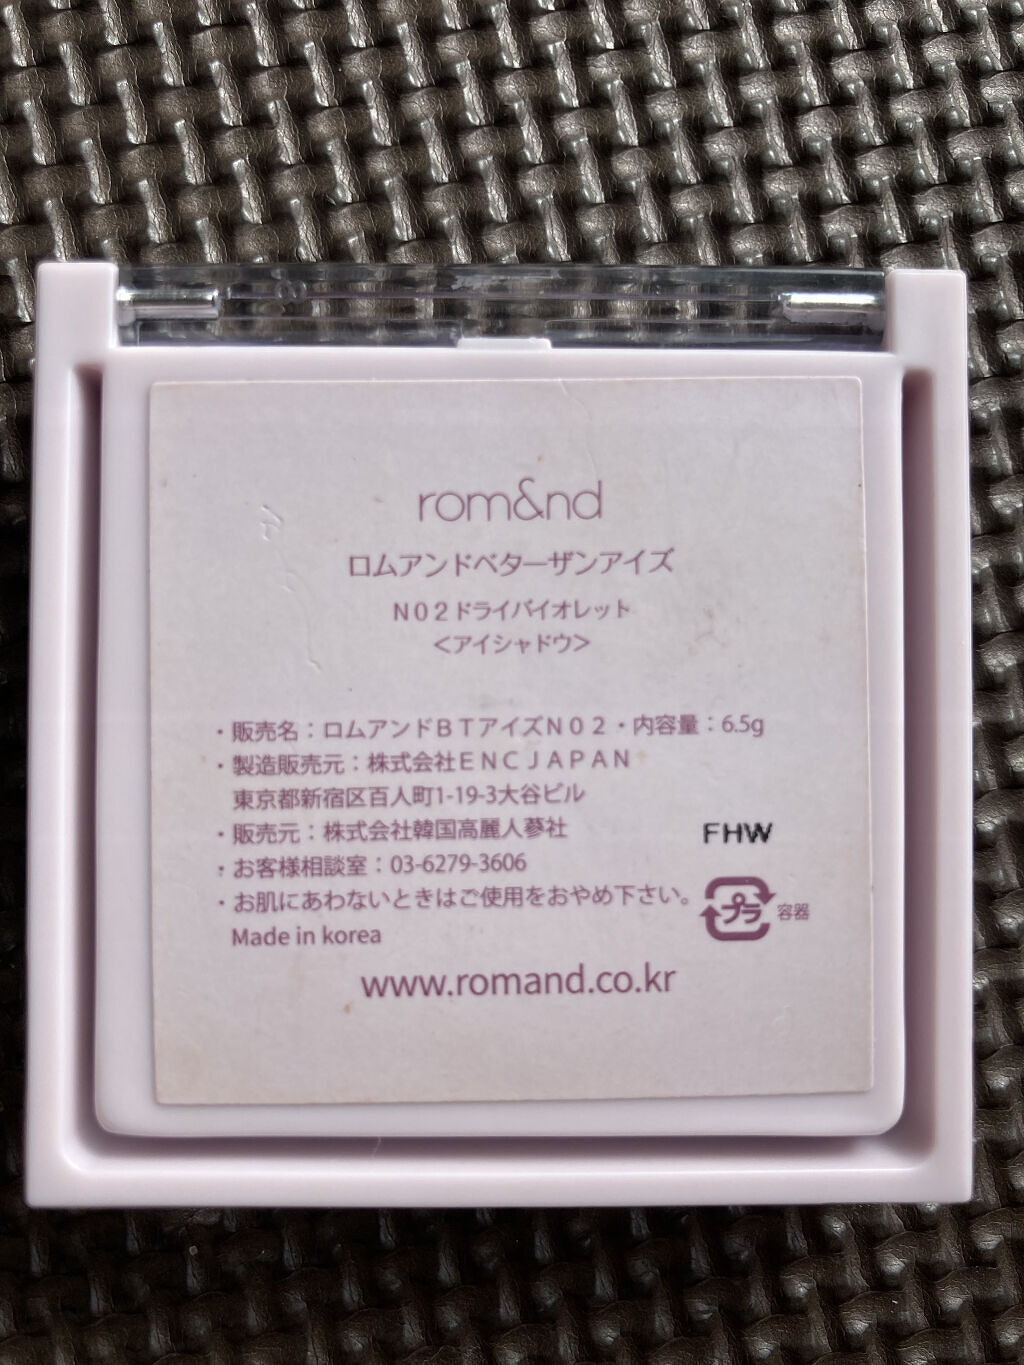 rom&nd
ロムアンドベターザンアイズ
N02ドライバイオレット
<アイシャドウ>
・販売名：ロムアンドBTアイズN02・内容量：6.5g
・製造販売元：株式会社ENCJAPAN
東京都新宿区百人町1-19-3大谷ビル
・販売元：株式会社韓国高麗人蔘社
・お客様相談室：03-6279-3606
・お肌にあわないときはご使用をおやめ下さい。
Made in korea
FHW
プラ 容器
www.romand.co.kr